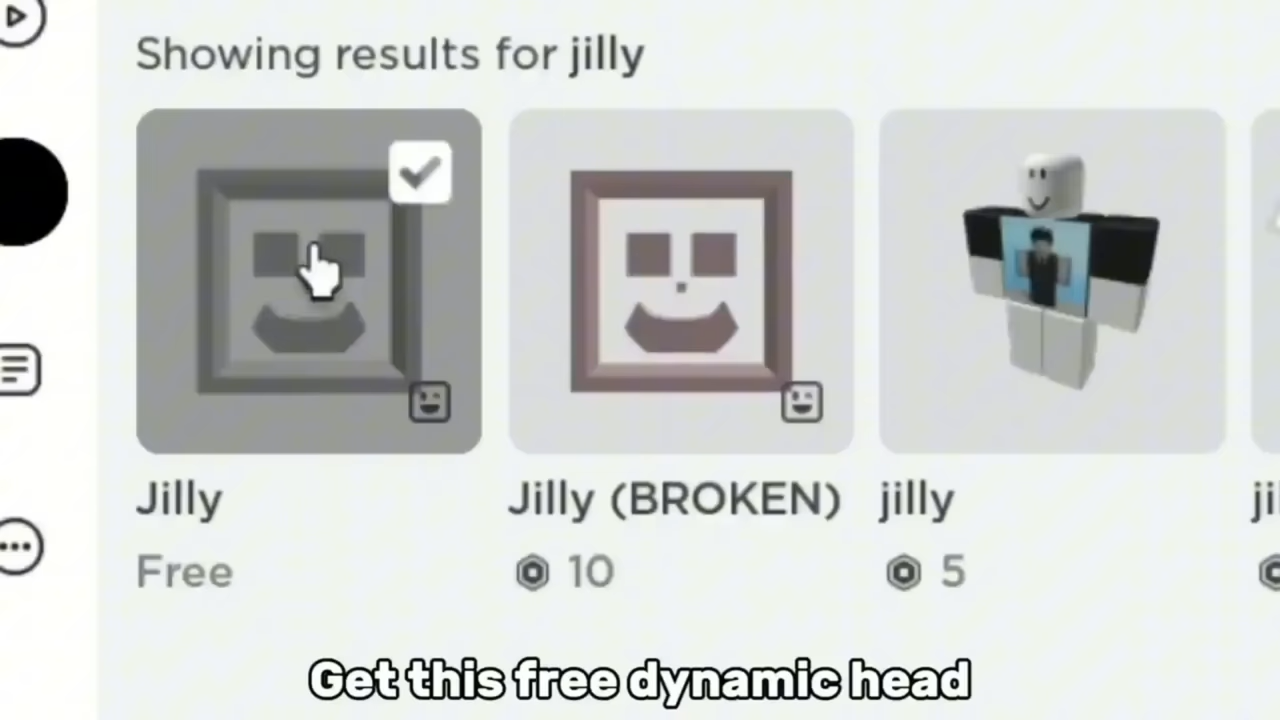 Showing results for jilly
Jilly
Jilly (BROKEN)
jilly
Free
10
5
Get this free dynamic head